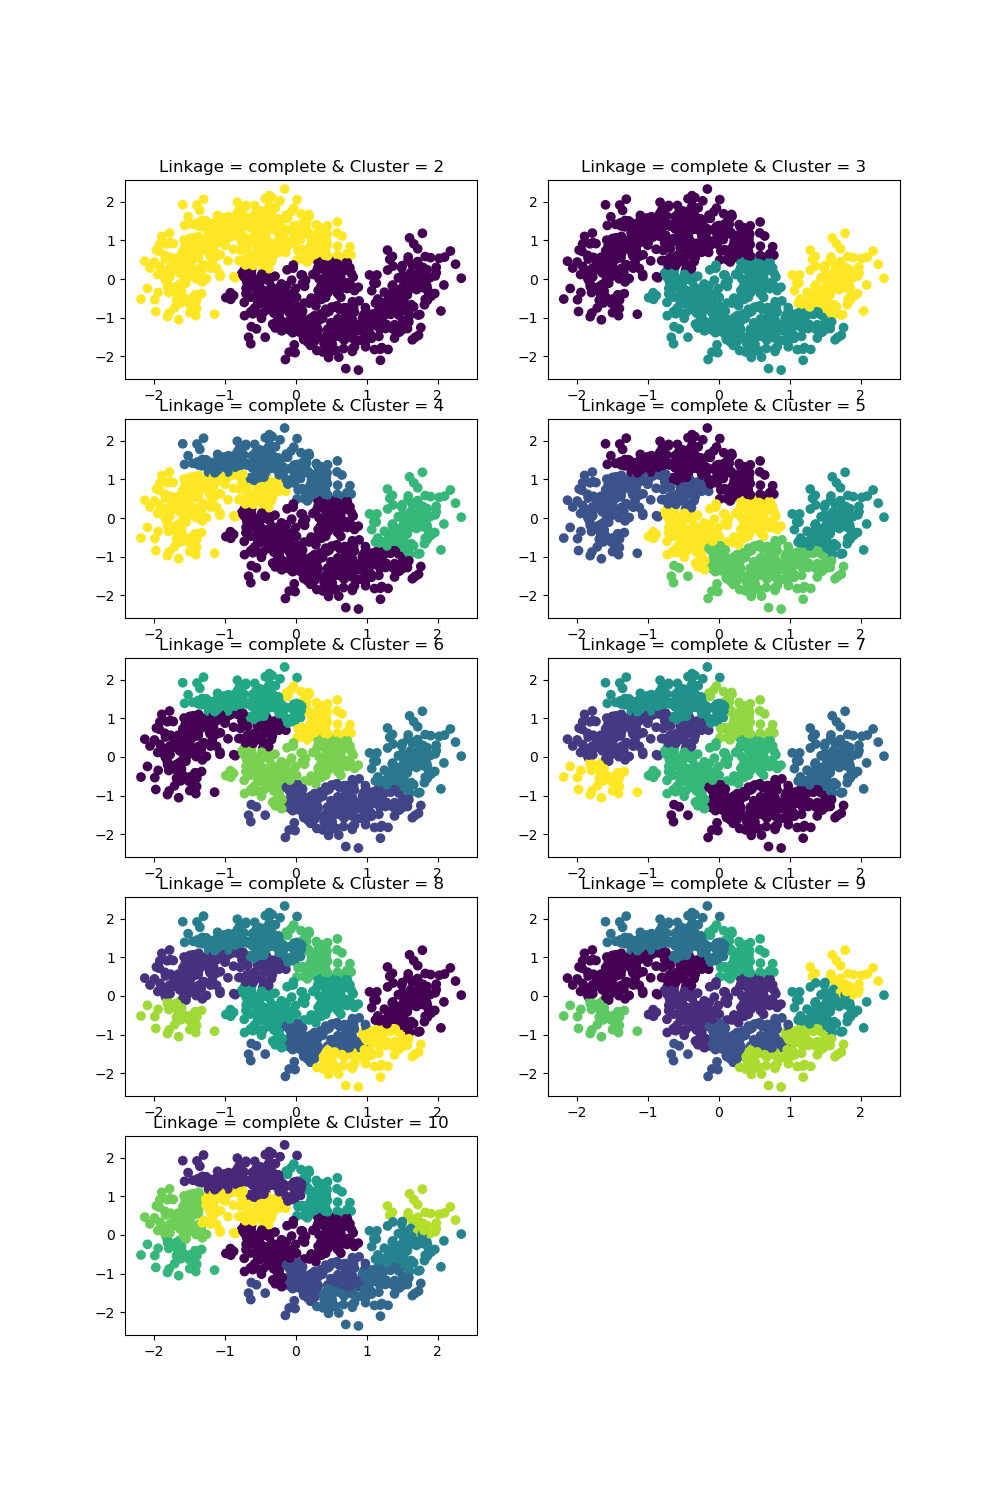 Linkage = complete & Cluster = 2
2
1
0
−1
−2
−2 −1 0 1 2
Linkage = complete & Cluster = 3
2
1
0
−1
−2
−2 −1 0 1 2
Linkage = complete & Cluster = 4
2
1
0
−1
−2
−2 −1 0 1 2
Linkage = complete & Cluster = 5
2
1
0
−1
−2
−2 −1 0 1 2
Linkage = complete & Cluster = 6
2
1
0
−1
−2
−2 −1 0 1 2
Linkage = complete & Cluster = 7
2
1
0
−1
−2
−2 −1 0 1 2
Linkage = complete & Cluster = 8
2
1
0
−1
−2
−2 −1 0 1 2
Linkage = complete & Cluster = 9
2
1
0
−1
−2
−2 −1 0 1 2
Linkage = complete & Cluster = 10
2
1
0
−1
−2
−2 −1 0 1 2